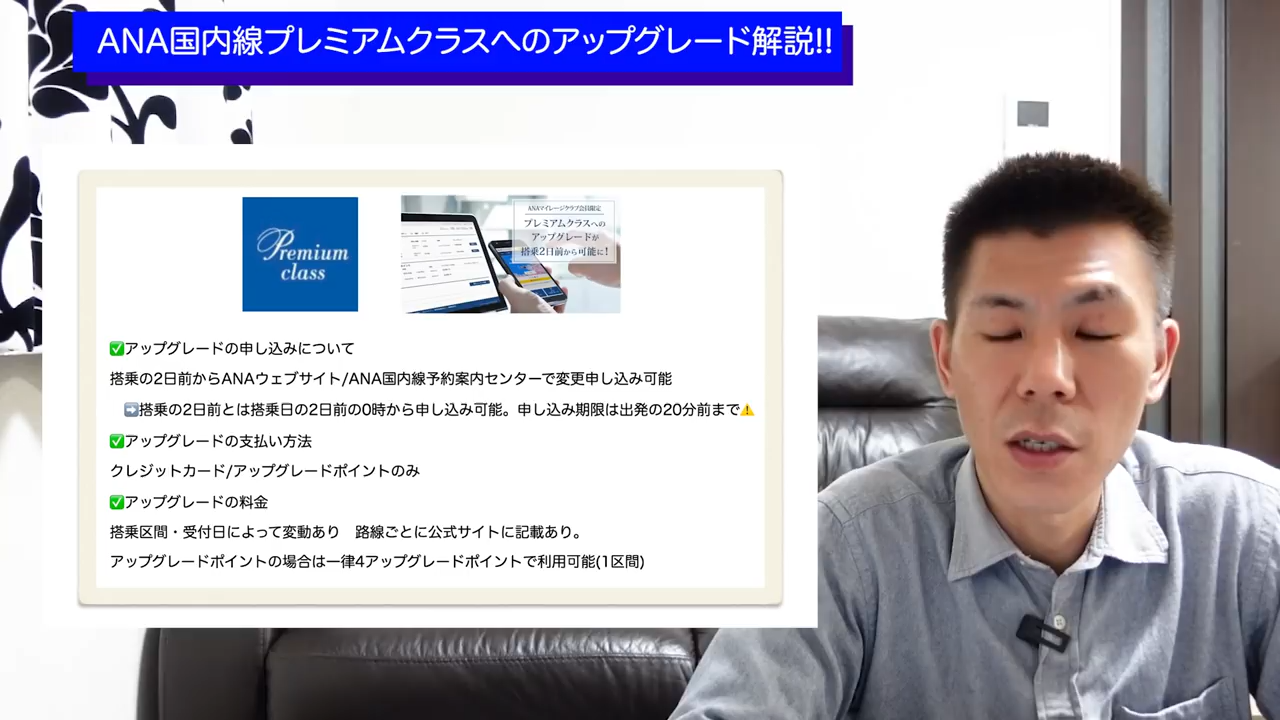 ANA国内線プレミアムクラスへのアップグレード解説!!
Premium
class
ANAマイレージクラブ会員限定
プレミアムクラスへの
アップグレードが
搭乗2日前から可能に!
✅アップグレードの申し込みについて
搭乗の2日前からANAウェブサイト/ANA国内線予約案内センターで変更申し込み可能
➡️搭乗の2日前とは搭乗日の2日前の0時から申し込み可能。申し込み期限は出発の20分前まで⚠️
✅アップグレードの支払い方法
クレジットカード/アップグレードポイントのみ
✅アップグレードの料金
搭乗区間・受付日によって変動あり　路線ごとに公式サイトに記載あり。
アップグレードポイントの場合は一律4アップグレードポイントで利用可能(1区間)